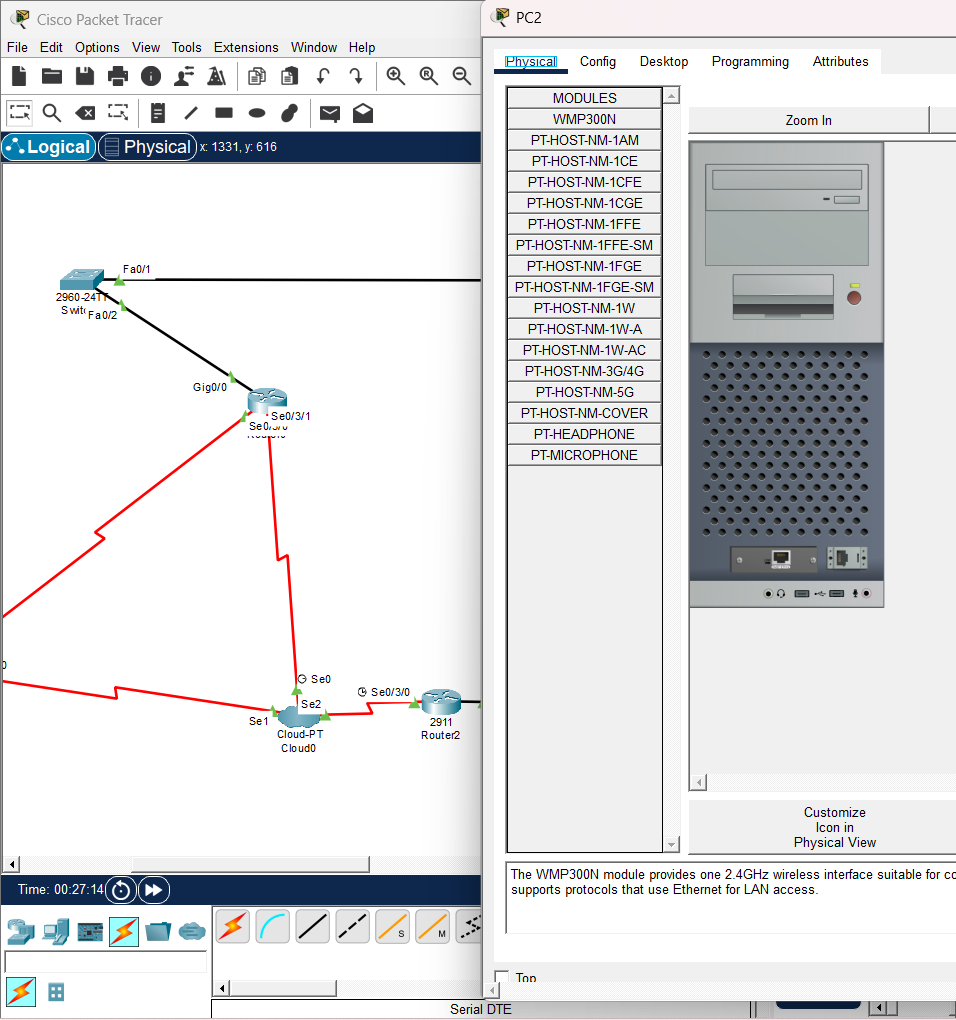 Cisco Packet Tracer
File Edit Options View Tools Extensions Window Help
Logical
Physical
x: 1331, y: 616
Fa0/1
2960-24TT
Fa0/2
Gig0/0
Se0/3/1
Se0
Se2
Se1
Cloud-PT
Cloud0
Se0/3/0
2911
Router2
Time: 00:27:14
S
M
Serial DTE
PC2
Physical Config Desktop Programming Attributes
MODULES
WMP300N
PT-HOST-NM-1AM
PT-HOST-NM-1CE
PT-HOST-NM-1CFE
PT-HOST-NM-1CGE
PT-HOST-NM-1FFE
PT-HOST-NM-1FFE-SM
PT-HOST-NM-1FGE
PT-HOST-NM-1FGE-SM
PT-HOST-NM-1W
PT-HOST-NM-1W-A
PT-HOST-NM-1W-AC
PT-HOST-NM-3G/4G
PT-HOST-NM-5G
PT-HOST-NM-COVER
PT-HEADPHONE
PT-MICROPHONE
Zoom In
Customize
Icon in
Physical View
The WMP300N module provides one 2.4GHz wireless interface suitable for
supports protocols that use Ethernet for LAN access.
Top